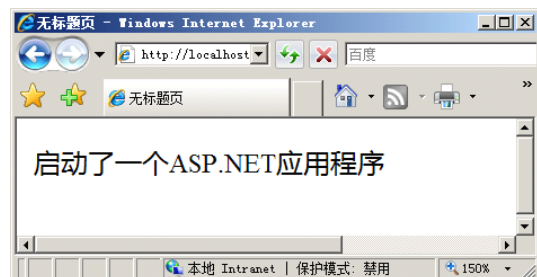 无标题页 - Windows Internet Explorer
http://localhost 百度
无标题页 »
启动了一个ASP.NET应用程序
本地 Intranet | 保护模式: 禁用 150%